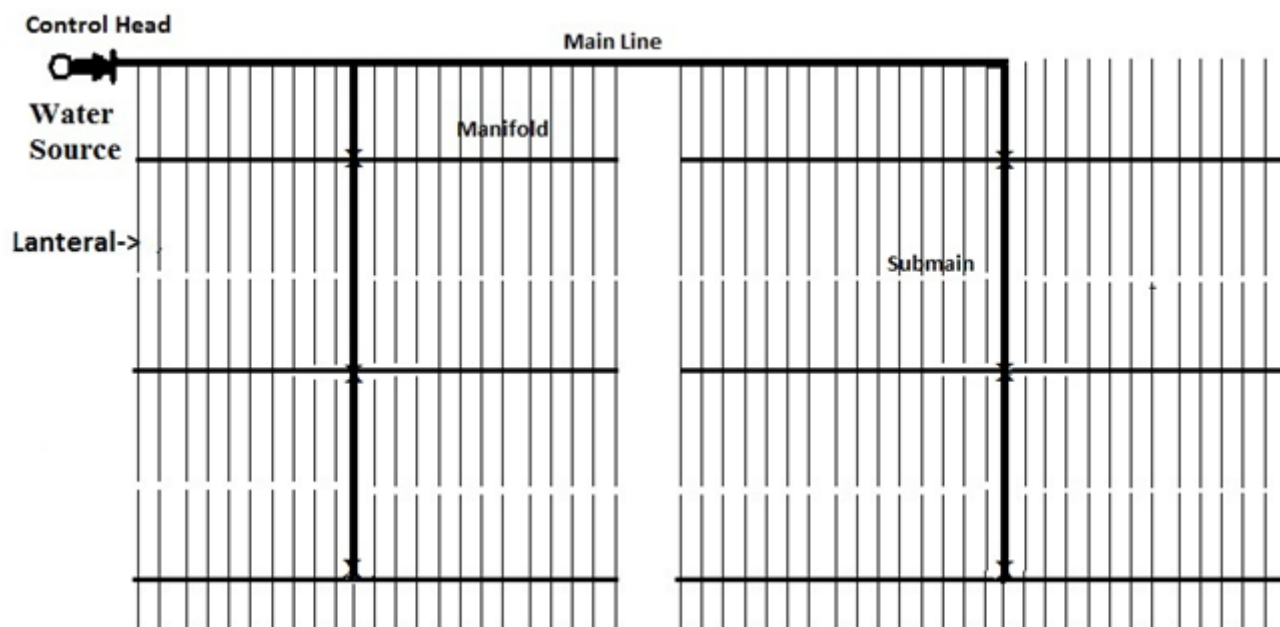 Control Head
Main Line
Water
Source
Manifold
Lanteral->
Submain